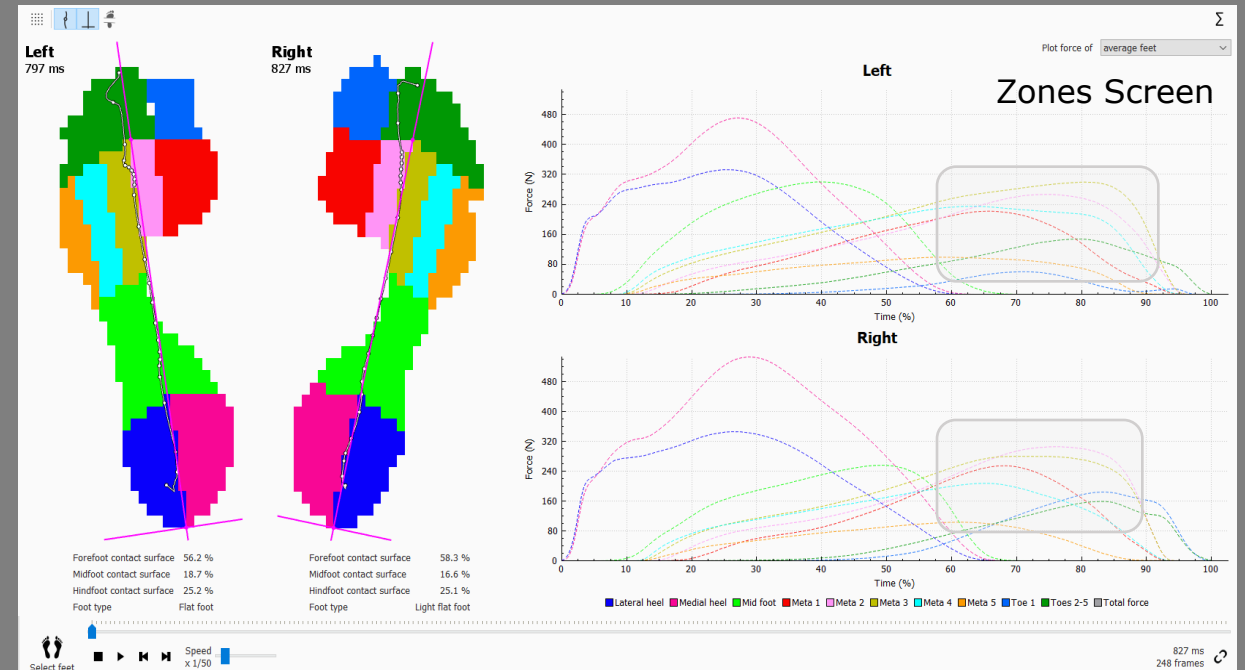 Σ
Plot force of average feet
Left
797 ms
Right
827 ms
Left
Zones Screen
Force (N)
480
400
320
240
160
80
0
0 10 20 30 40 50 60 70 80 90 100
Time (%)
Right
Force (N)
480
400
320
240
160
80
0
0 10 20 30 40 50 60 70 80 90 100
Time (%)
Lateral heel Medial heel Mid foot Meta 1 Meta 2 Meta 3 Meta 4 Meta 5 Toe 1 Toes 2-5 Total force
Forefoot contact surface 56.2 %
Midfoot contact surface 18.7 %
Hindfoot contact surface 25.2 %
Foot type Flat foot
Forefoot contact surface 58.3 %
Midfoot contact surface 16.6 %
Hindfoot contact surface 25.1 %
Foot type Light flat foot
Select feet
Speed
x 1/50
827 ms
248 frames